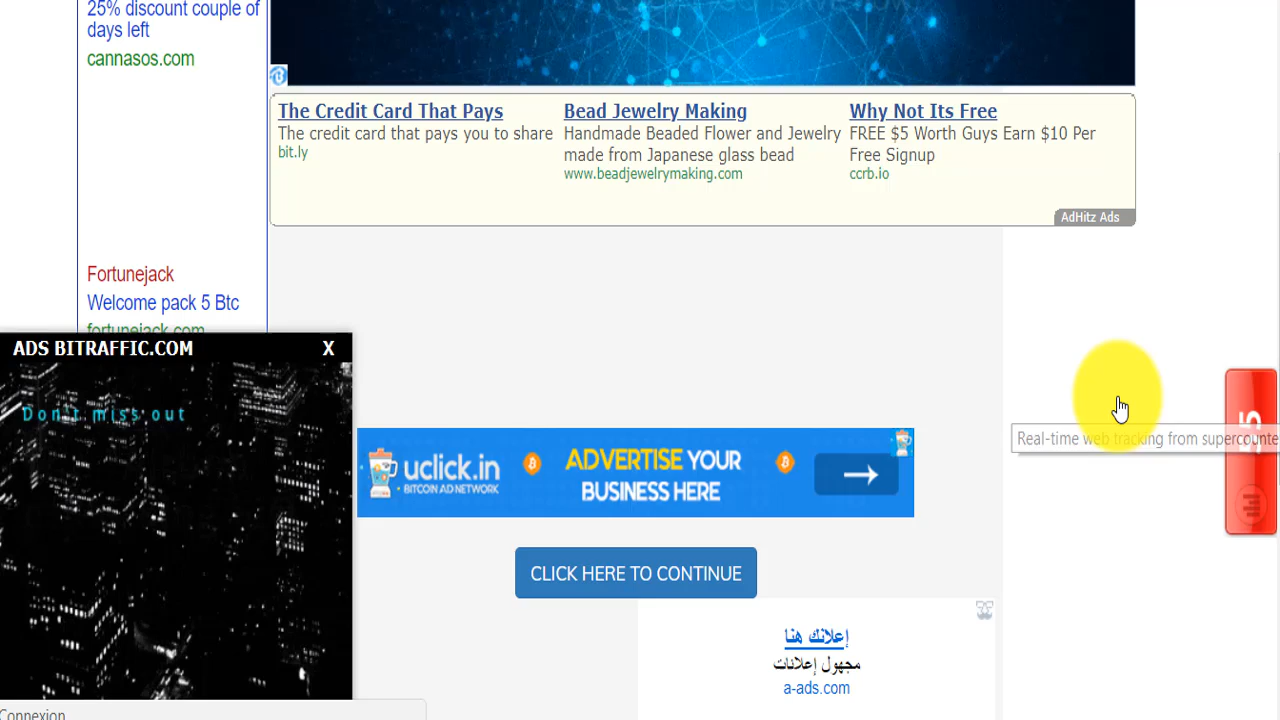 25% discount couple of
days left
cannasos.com
The Credit Card That Pays
The credit card that pays you to share
bit.ly
Bead Jewelry Making
Handmade Beaded Flower and Jewelry
made from Japanese glass bead
www.beadjewelrymaking.com
Why Not Its Free
FREE $5 Worth Guys Earn $10 Per
Free Signup
ccrb.io
AdHitz Ads
Fortunejack
Welcome pack 5 Btc
fortunejack.com
ADS BITRAFFIC.COM
X
Don't miss out
Real-time web tracking from supercounte
uclick.in
BITCOIN AD NETWORK
ADVERTISE YOUR
BUSINESS HERE
CLICK HERE TO CONTINUE
إعلانك هنا
مجهول إعلانات
a-ads.com
Connexion